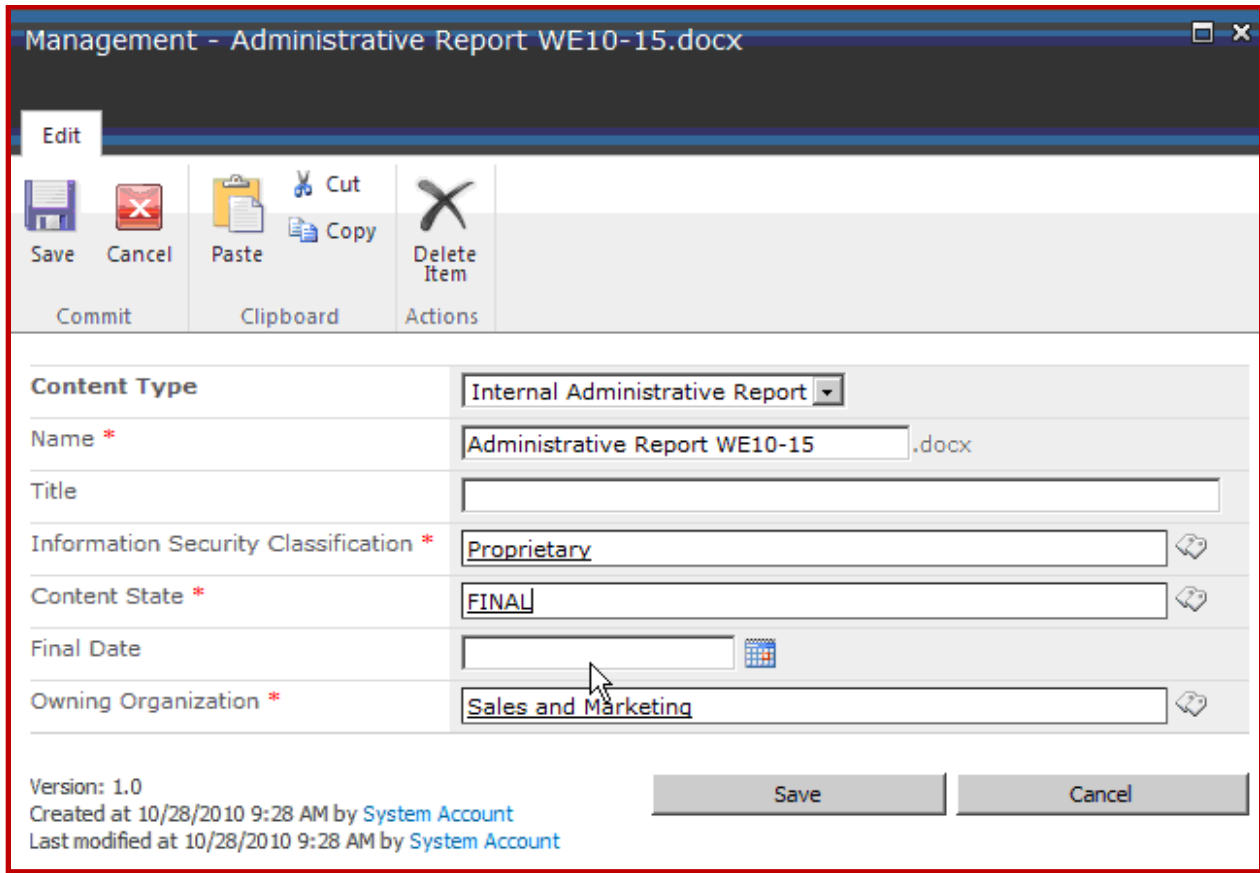 Management - Administrative Report WE10-15.docx
Edit
Save
Cancel
Paste
Cut
Copy
Delete
Item
Commit
Clipboard
Actions
Content Type
Internal Administrative Report
Name *
Administrative Report WE10-15 .docx
Title
Information Security Classification *
Proprietary
Content State *
FINAL
Final Date
Owning Organization *
Sales and Marketing
Version: 1.0
Created at 10/28/2010 9:28 AM by System Account
Last modified at 10/28/2010 9:28 AM by System Account
Save
Cancel